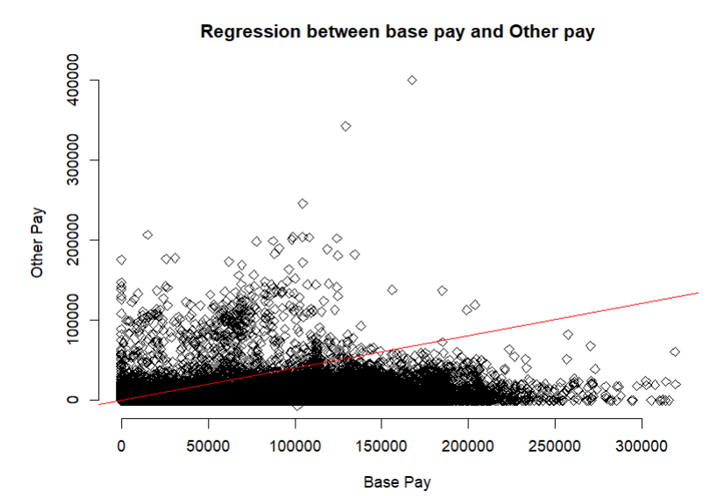 Regression between base pay and Other pay
400000
300000
200000
100000
0
Other Pay
0 50000 100000 150000 200000 250000 300000
Base Pay